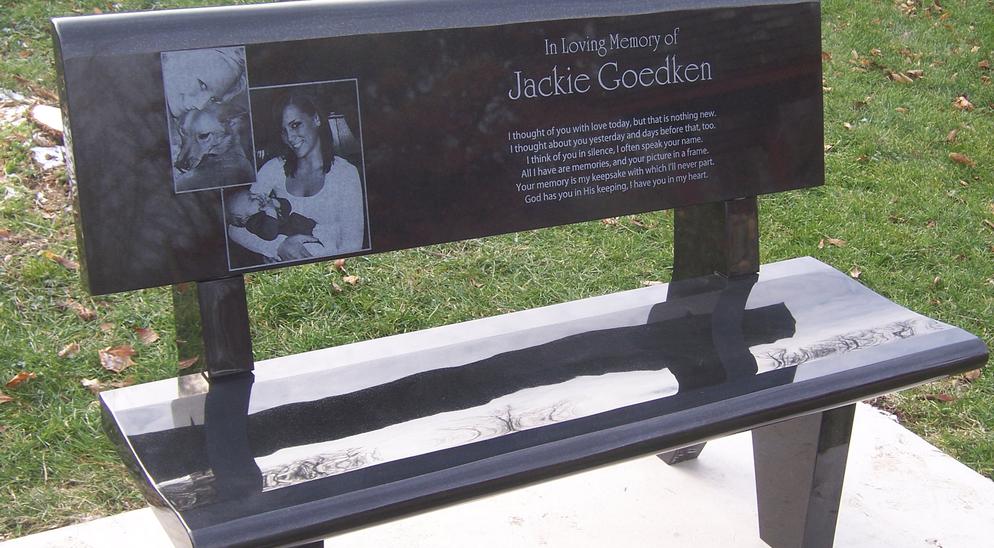 In Loving Memory of
Jackie Goedken
I thought of you with love today, but that is nothing new.
I thought about you yesterday and days before that, too.
I think of you in silence, I often speak your name.
All I have are memories, and your picture in a frame.
Your memory is my keepsake with which I'll never part.
God has you in His keeping, I have you in my heart.